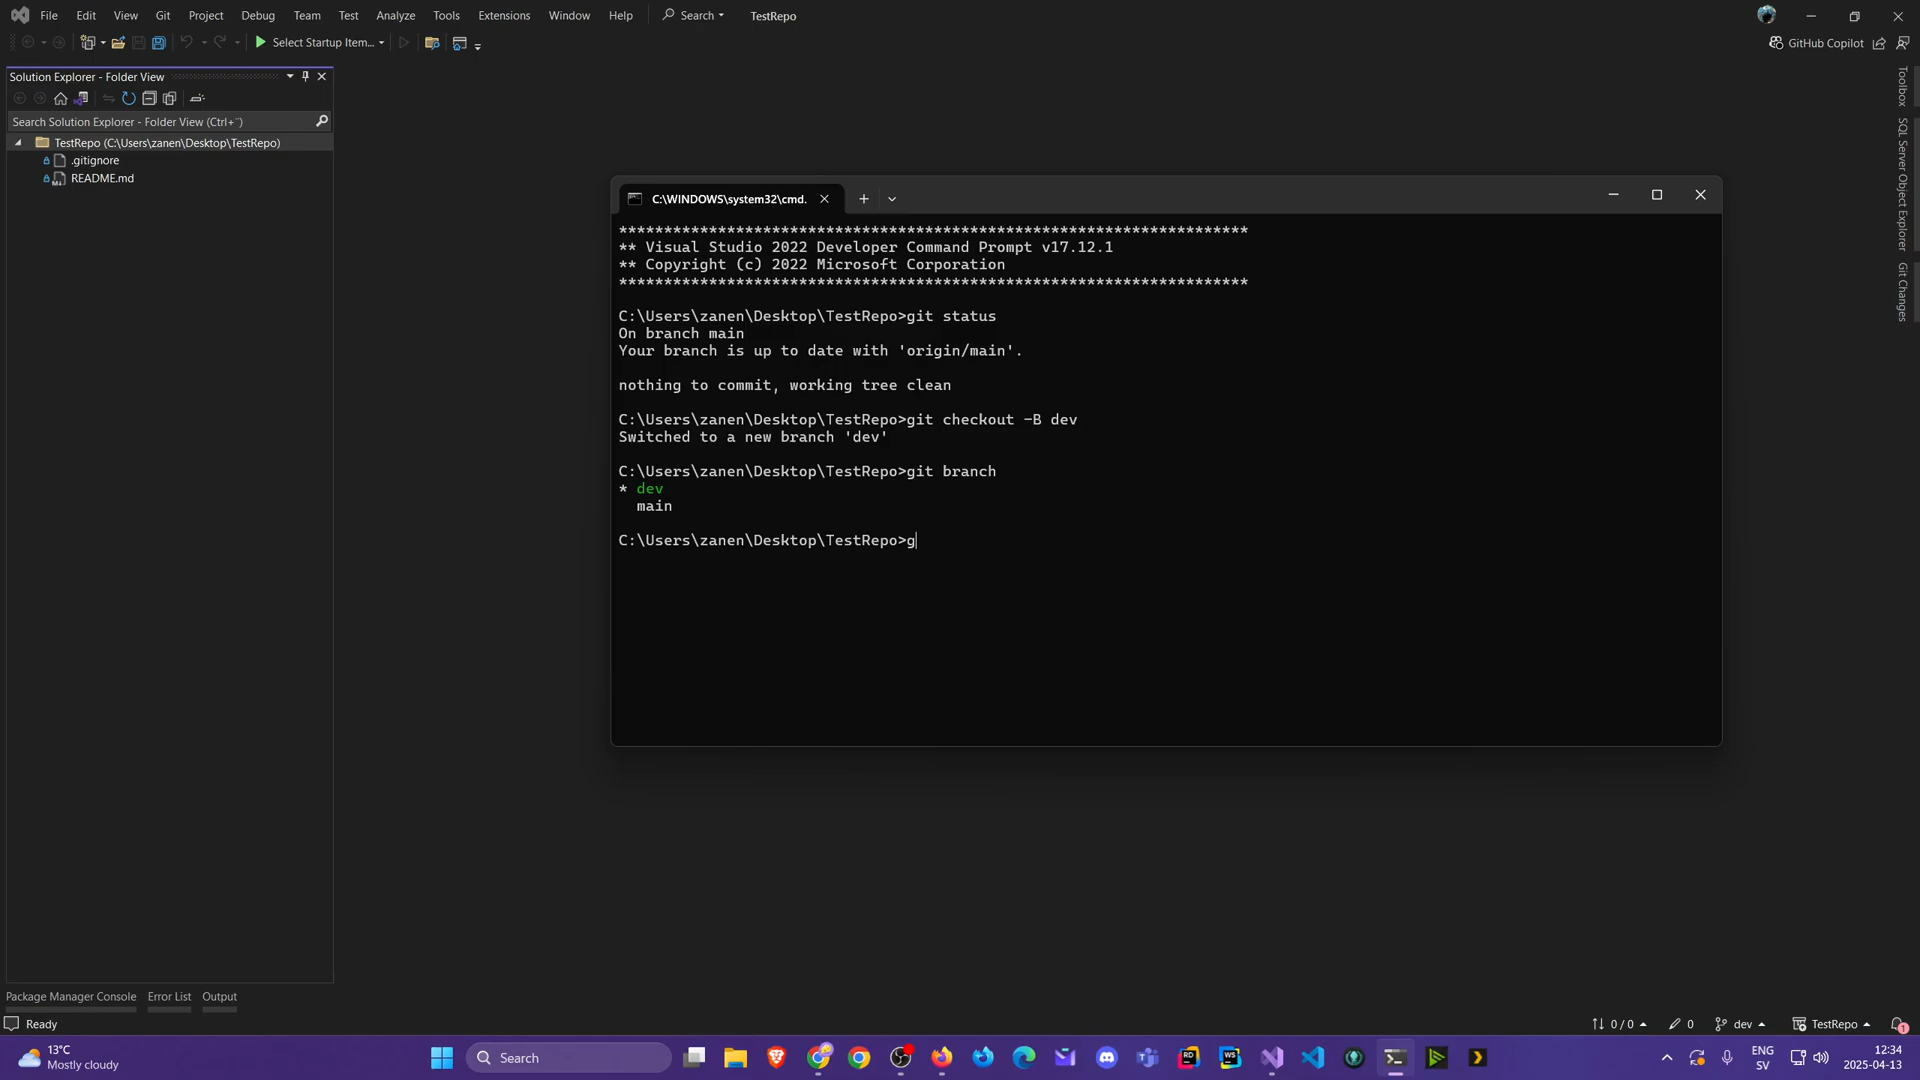 File Edit View Git Project Debug Team Test Analyze Tools Extensions Window Help Search TestRepo
Select Startup Item... GitHub Copilot
Solution Explorer - Folder View
Search Solution Explorer - Folder View (Ctrl+¨)
TestRepo (C:\Users\zanen\Desktop\TestRepo)
.gitignore
README.md
C:\WINDOWS\system32\cmd.
**********************************************************************
** Visual Studio 2022 Developer Command Prompt v17.12.1
** Copyright (c) 2022 Microsoft Corporation
**********************************************************************
C:\Users\zanen\Desktop\TestRepo>git status
On branch main
Your branch is up to date with 'origin/main'.
nothing to commit, working tree clean
C:\Users\zanen\Desktop\TestRepo>git checkout -B dev
Switched to a new branch 'dev'
C:\Users\zanen\Desktop\TestRepo>git branch
* dev
main
C:\Users\zanen\Desktop\TestRepo>g
Toolbox
SQL Server Object Explorer
Git Changes
Package Manager Console Error List Output
Ready 0 / 0 0 dev TestRepo 1
13°C
Mostly cloudy
Search
RD
WS
ENG
SV
12:34
2025-04-13